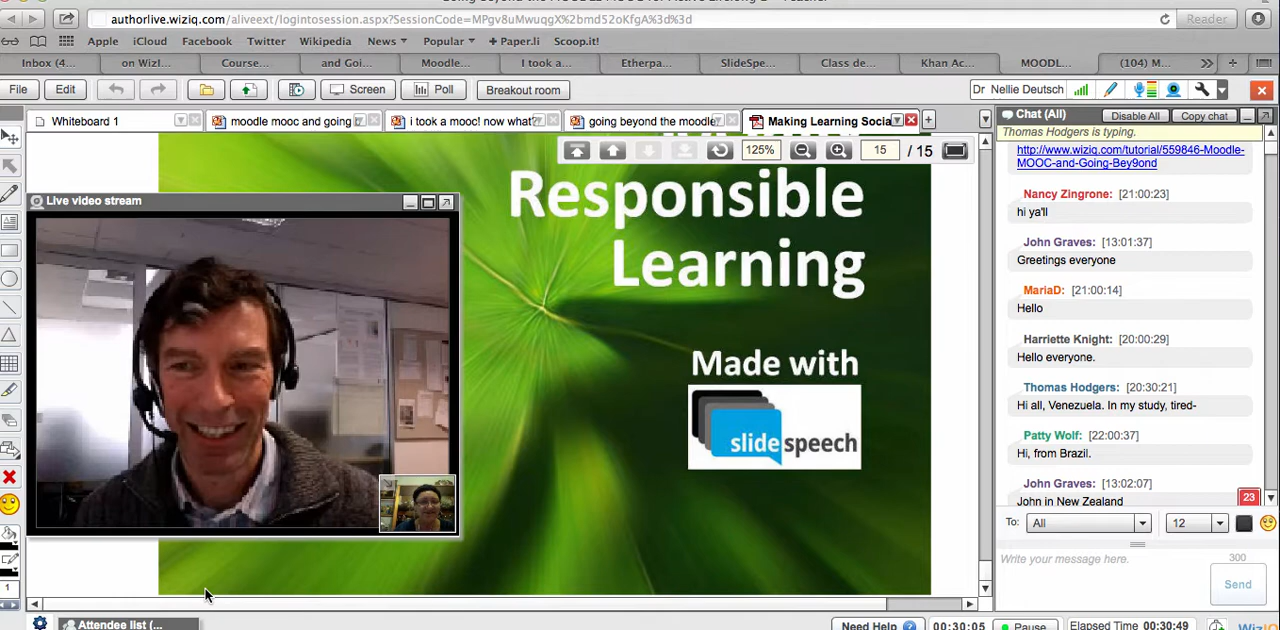 authorlive.wiziq.com/aliveext/logintosession.aspx?SessionCode=MPgv8uMwuqgX%2bmd52oKfgA%3d%3d
Reader
Apple iCloud Facebook Twitter Wikipedia News Popular + Paper.li Scoop.it!
Inbox (4... on WizI... Course... and Goi... Moodle... I took a... Etherpa... SlideSpe... Class de... Khan Ac... MOODL... (104) M...
File Edit Screen Poll Breakout room Dr Nellie Deutsch
Whiteboard 1 moodle mooc and going i took a mooc! now what? going beyond the moodle Making Learning Socia
125% 15 / 15
Responsible
Learning
Made with
slidespeech
Live video stream
Chat (All) Disable All Copy chat
Thomas Hodgers is typing.
http://www.wiziq.com/tutorial/559846-Moodle-
MOOC-and-Going-Bey9ond
Nancy Zingrone: [21:00:23]
hi ya'll
John Graves: [13:01:37]
Greetings everyone
MariaD: [21:00:14]
Hello
Harriette Knight: [20:00:29]
Hello everyone.
Thomas Hodgers: [20:30:21]
Hi all, Venezuela. In my study, tired-
Patty Wolf: [22:00:37]
Hi, from Brazil.
John Graves: [13:02:07]
John in New Zealand
23
To: All 12
Write your message here. 300
Send
1
Attendee list (...
Need Help ? 00:30:05 Pause Elapsed Time 00:30:49 WizIQ